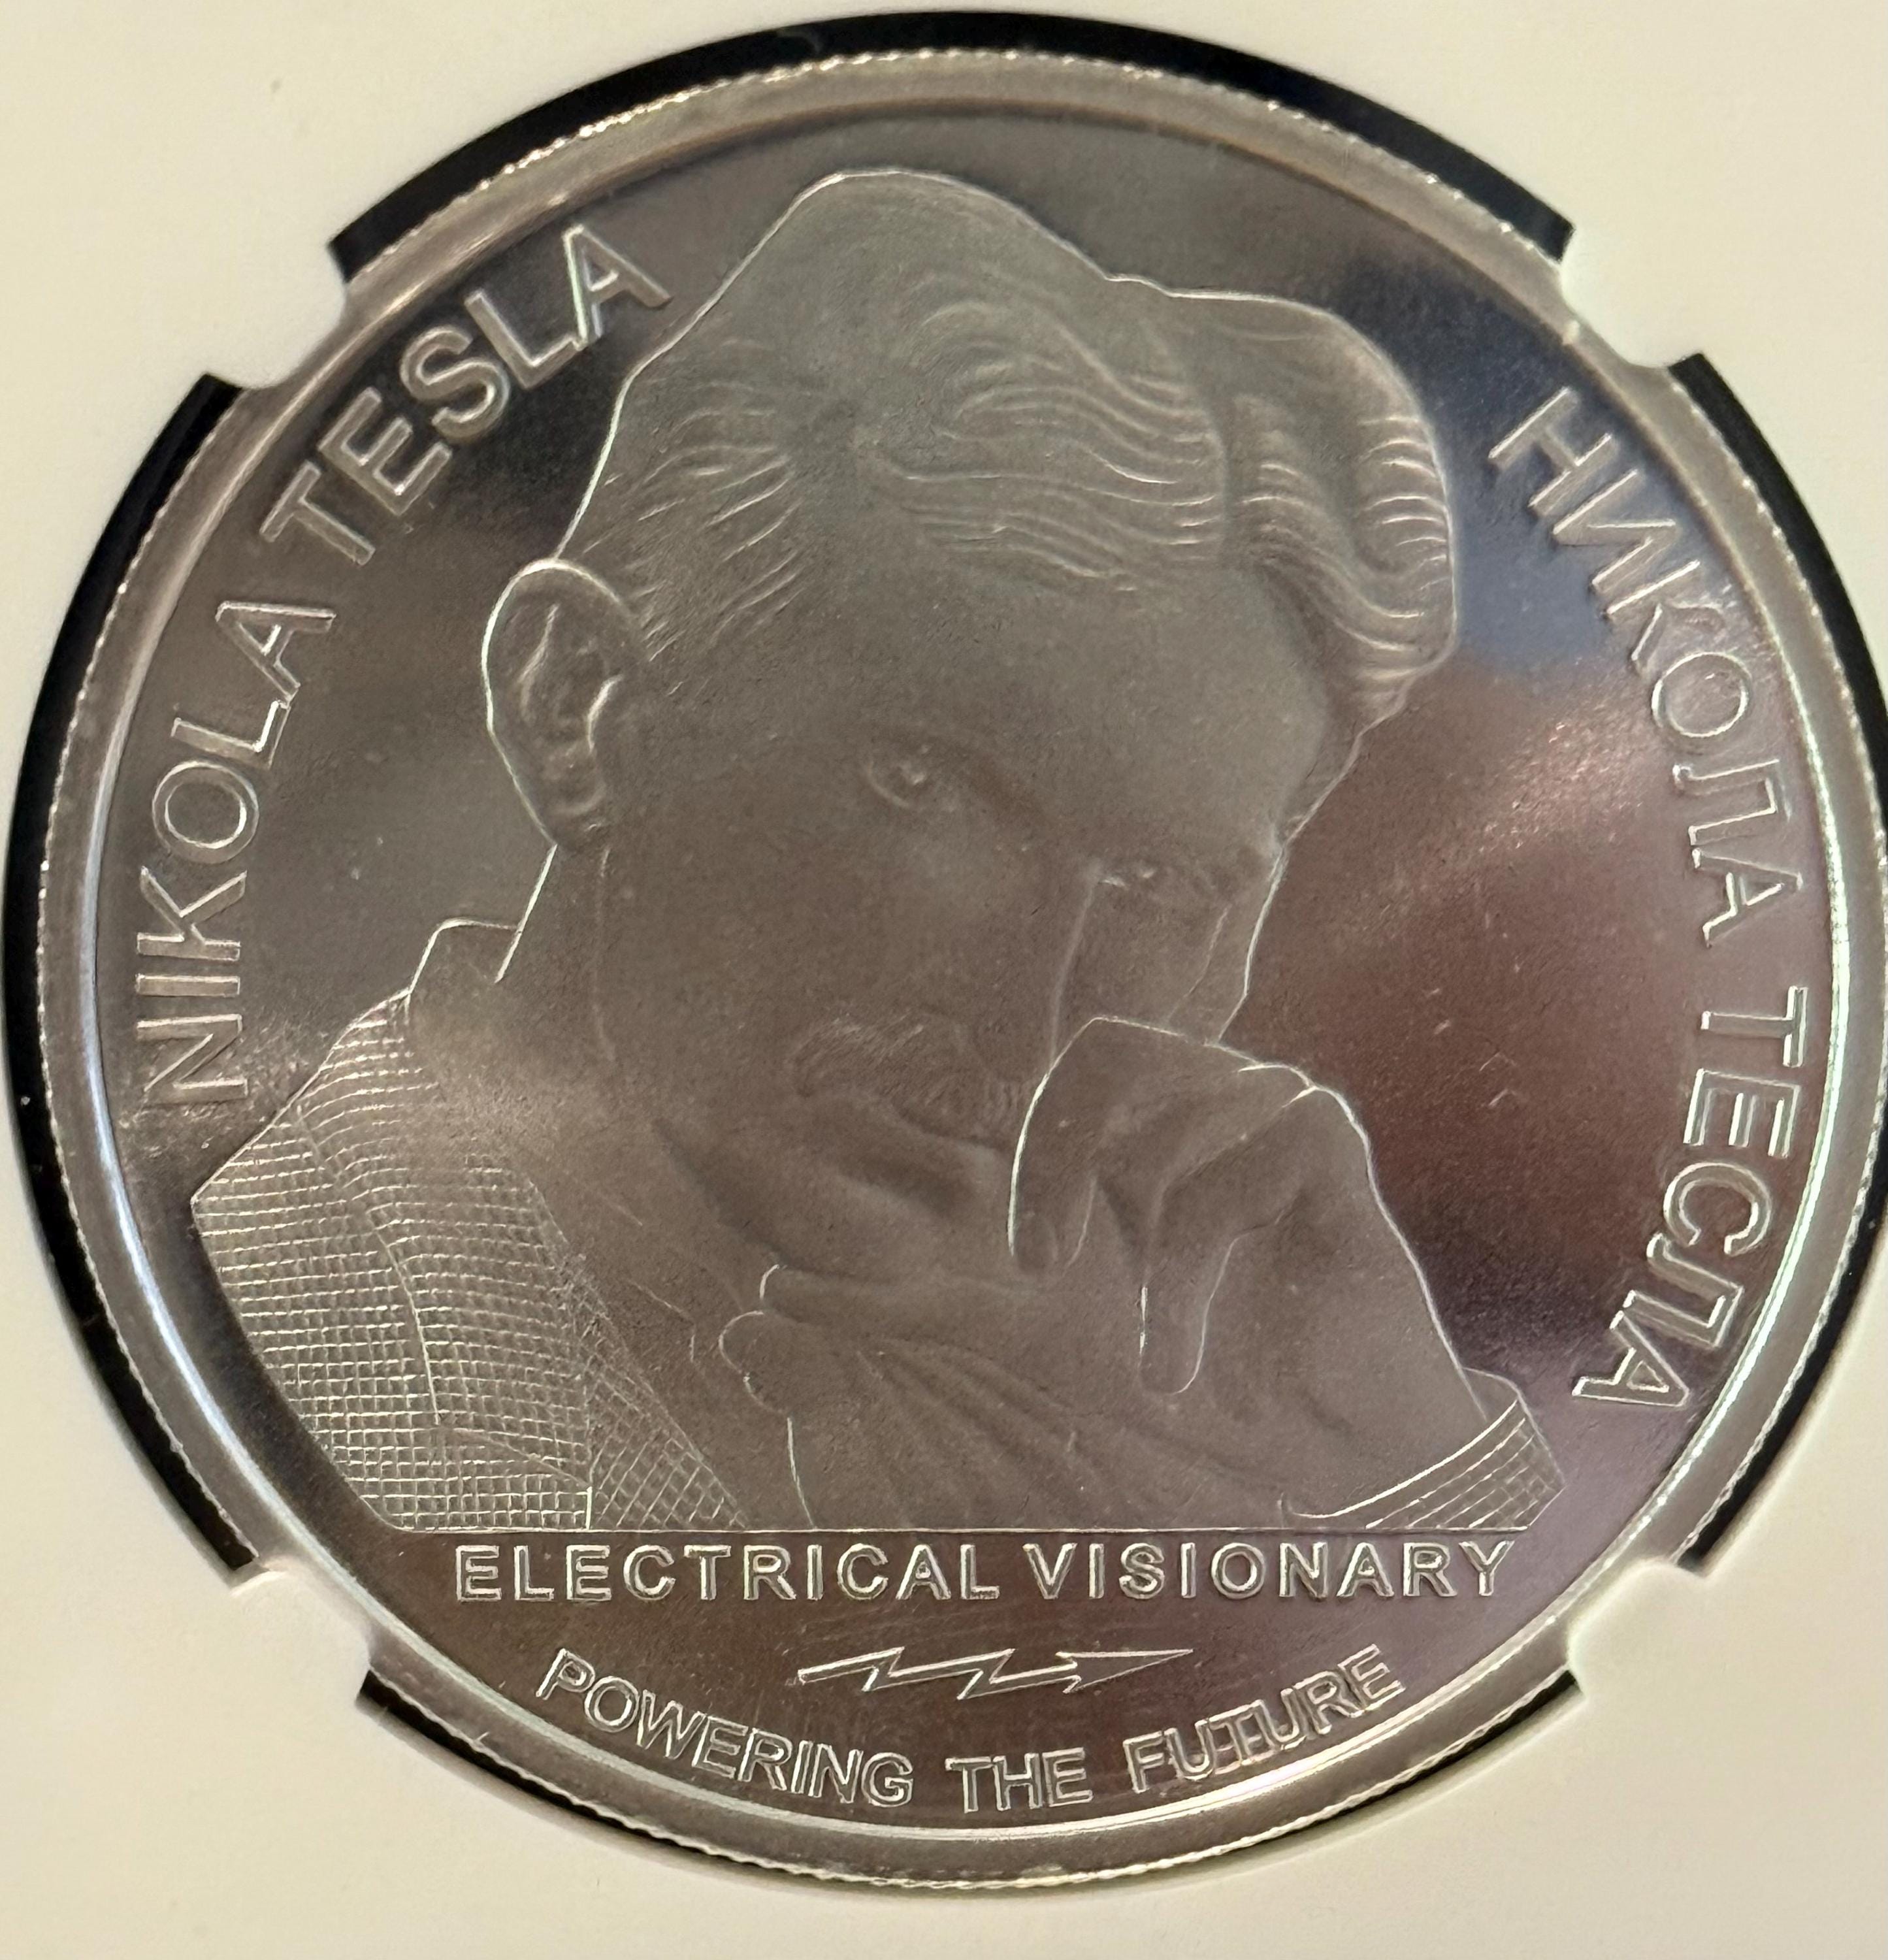 NIKOLA TESLA
НИКОЛА ТЕСЛА
ELECTRICAL VISIONARY
POWERING THE FUTURE